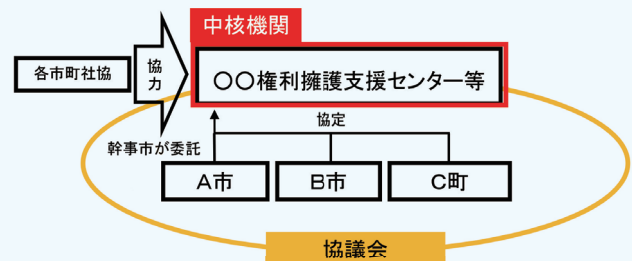 中核機関
各市町社協
協力
○○権利擁護支援センター等
協定
幹事市が委託
A市
B市
C町
協議会